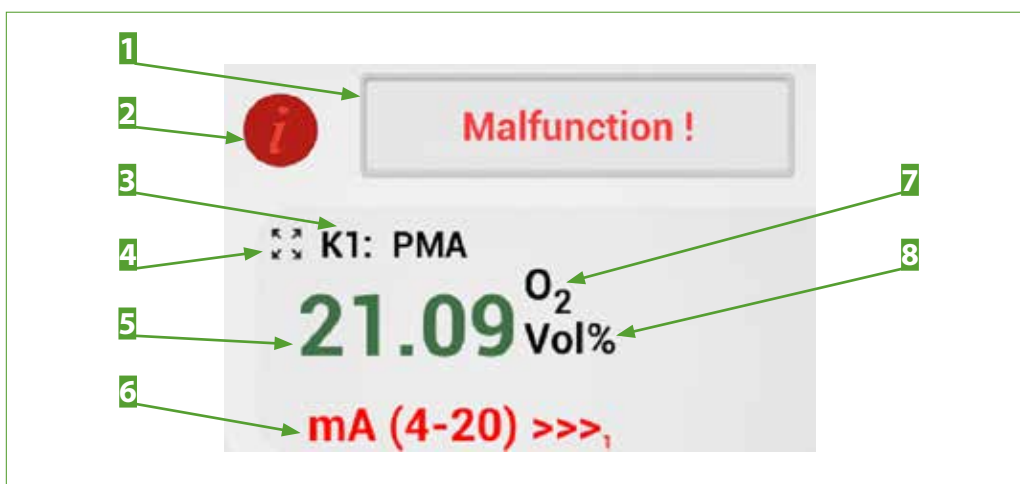 1
2
Malfunction !
3
7
4
K1: PMA
8
O₂
5
21.09
Vol%
6
mA (4-20) >>>₁